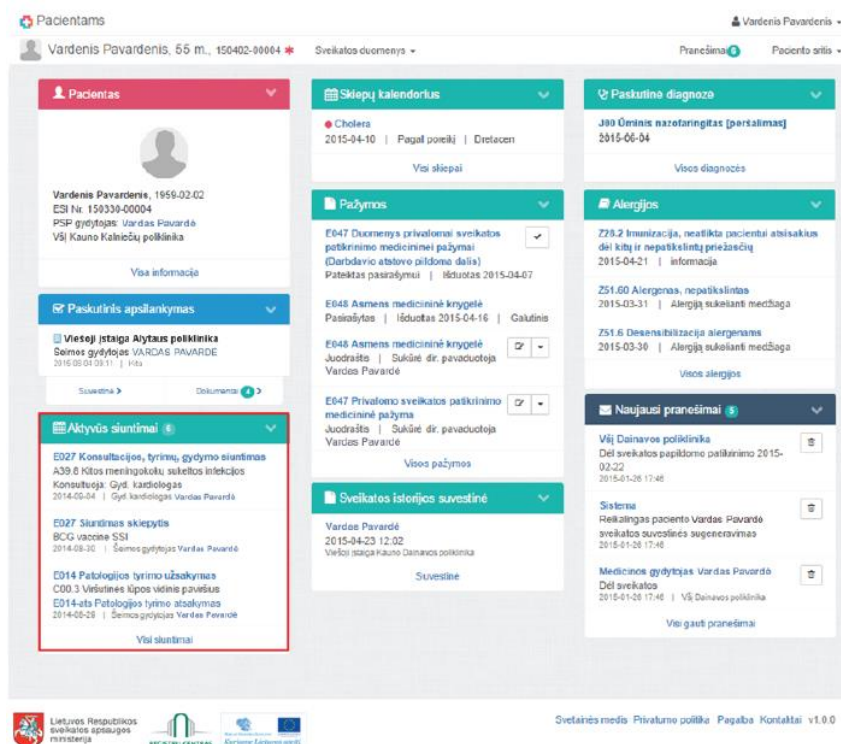 Pacientams
Vardenis Pavardenis
Vardenis Pavardenis, 55 m., 150402-00004
Sveikatos duomenys
Pranešimai
Paciento sritis
Pacientas
Vardenis Pavardenis, 1959-02-02
ESI Nr. 150330-00004
PSP gydytojas: Vardas Pavardė
VšĮ Kauno Kalniečių poliklinika
Visa informacija
Paskutinis apsilankymas
Viešoji įstaiga Alytaus poliklinika
Šeimos gydytojas VARDAS PAVARDĖ
Suvestinė
Dokumentai 4
Aktyvūs siuntimai 6
E027 Konsultacijos, tyrimų, gydymo siuntimas
A39.8 Kitos meningokokų sukeltos infekcijos
Konsultuoja: Gyd. kardiologas
2014-09-04 | Gyd. kardiologas Vardas Pavardė
E027 Siuntimas skiepytis
BCG vaccine SSI
2014-08-30 | Šeimos gydytojas Vardas Pavardė
E014 Patologijos tyrimo užsakymas
C00.3 Viršutinės lūpos vidinis paviršius
E014-ats Patologijos tyrimo atsakymas
Šeimos gydytojas Vardas Pavardė
Visi siuntimai
Skiepų kalendorius
Cholera
2015-04-10 | Pagal poreikį | Dretacen
Visi skiepai
Pažymos
E047 Duomenys privalomai sveikatos
patikrinimo medicininei pažymai
(Darbdavio atstovo pildoma dalis)
Pateiktas pasirašymui | Išduotas 2015-04-07
E048 Asmens medicininė knygelė
Pasirašytas | Išduotas 2015-04-16 | Galutinis
E048 Asmens medicininė knygelė
Juodraštis | Sukūrė dir. pavaduotoja
Vardas Pavardė
E047 Privalomo sveikatos patikrinimo
medicininė pažyma
Juodraštis | Sukūrė dir. pavaduotoja
Vardas Pavardė
Visos pažymos
Sveikatos istorijos suvestinė
Vardas Pavardė
2015-04-23 12:02
Viešoji įstaiga Kauno Dainavos poliklinika
Suvestinė
Paskutinė diagnozė
J00 Ūminis nazofaringitas [peršalimas]
2015-06-04
Visos diagnozės
Alergijos
Z28.2 Imunizacija, neatlikta pacientui atsisakius
dėl kitų ir nepatikslintų priežasčių
2015-04-21 | informacija
Z51.60 Alergenas, nepatikslintas
2015-03-31 | Alergiją sukelianti medžiaga
Z51.6 Desensibilizacija alergenams
2015-03-30 | Alergiją sukelianti medžiaga
Visos alergijos
Naujausi pranešimai 5
VšĮ Dainavos poliklinika
Dėl sveikatos papildomo patikrinimo 2015-
02-22
2015-01-26 17:46
Sistema
Reikalingas paciento Vardas Pavardė
sveikatos suvestinės sugeneravimas
2015-01-26 17:46
Medicinos gydytojas Vardas Pavardė
Dėl sveikatos
2015-01-26 17:46 | VšĮ Dainavos poliklinika
Visi gauti pranešimai
Lietuvos Respublikos
sveikatos apsaugos
ministerija
REGISTRŲ CENTRAS
Kuriame Lietuvos ateitį
Svetainės medis Privatumo politika Pagalba Kontaktai v1.0.0